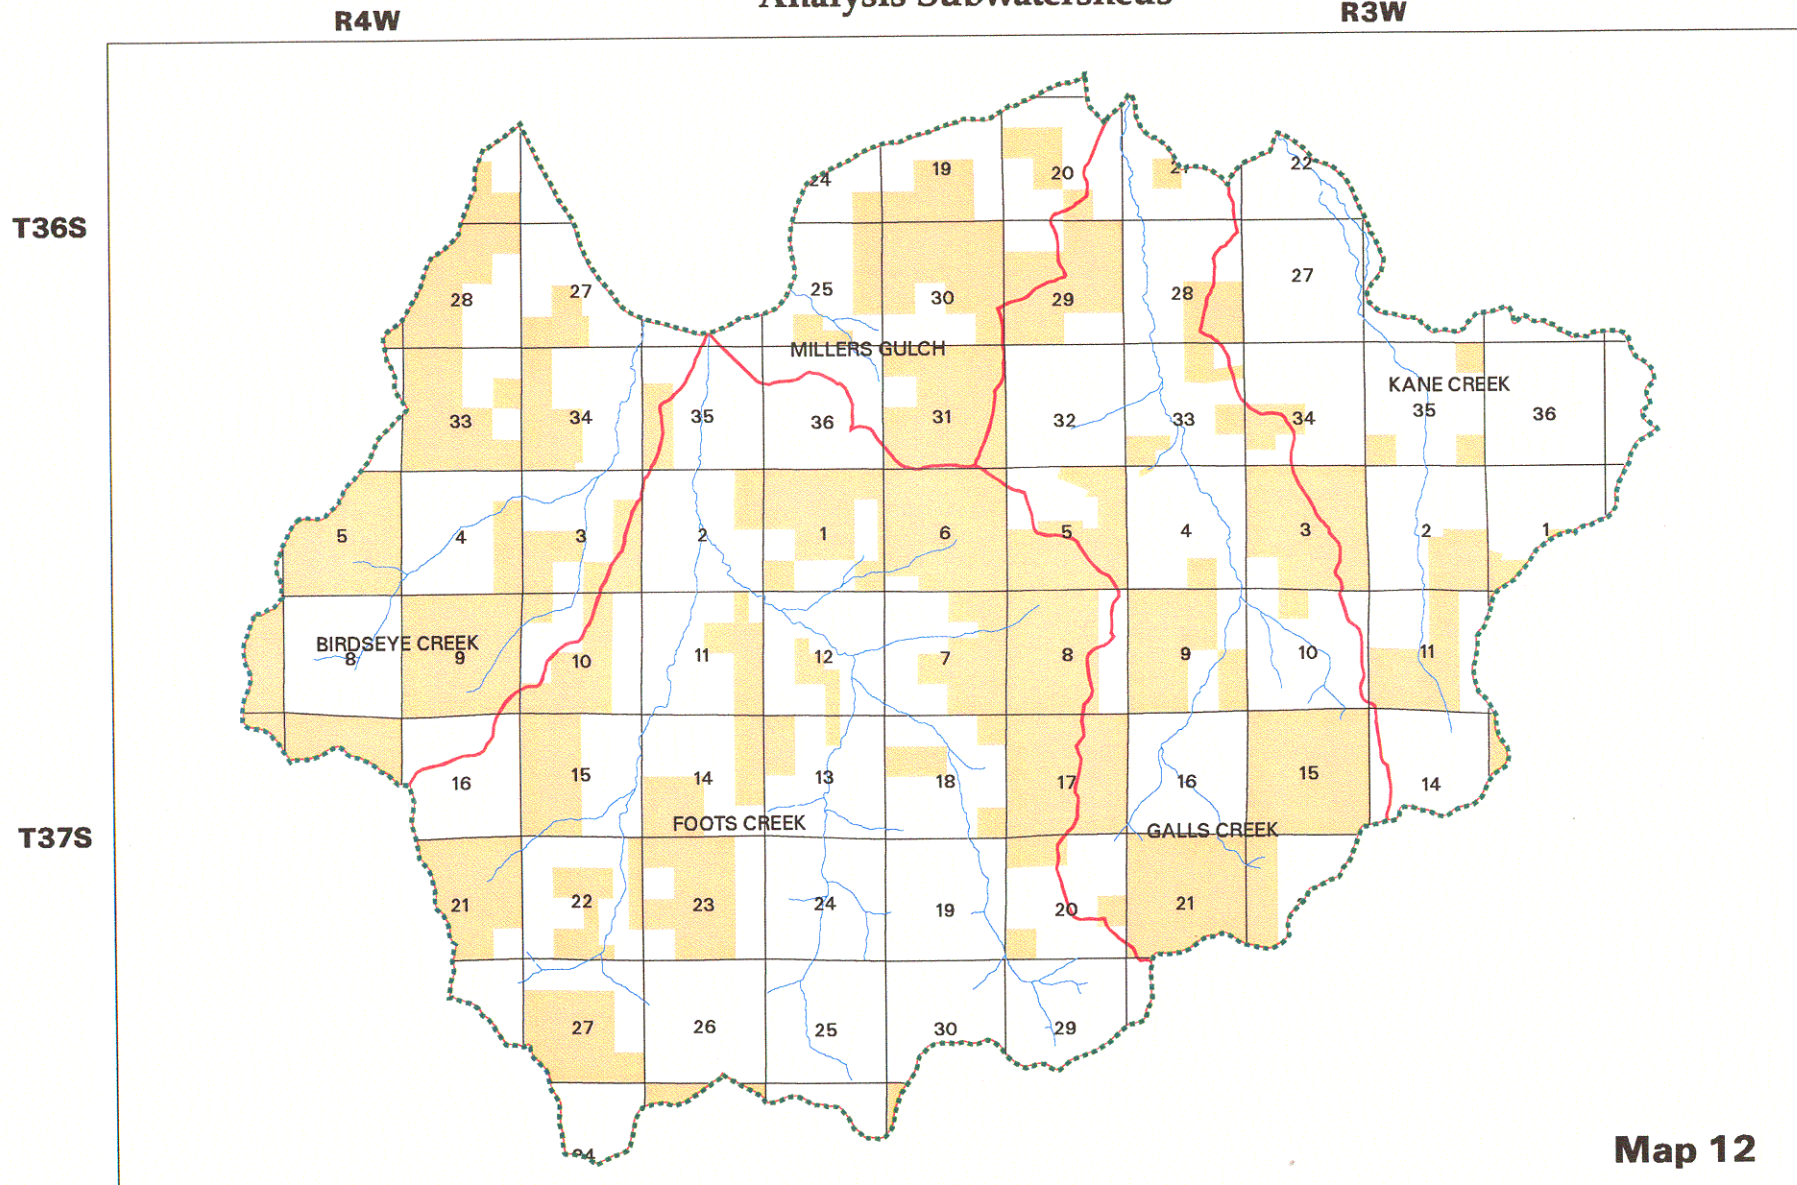 Analysis Subwatersheds
R4W R3W
22
24 19 20
T36S
27
28 27 25 30 29 28
MILLERS GULCH
KANE CREEK
33 34 35 36 31 32 33 34 35 36
5 4 3 2 1 6 5 4 3 2 1
BIRDSEYE CREEK
8 9 10 11 12 7 8 9 10 11
16 15 14 13 18 17 16 15 14
T37S FOOTS CREEK GALLS CREEK
21 22 23 24 19 20 21
27 26 25 30 29
Map 12